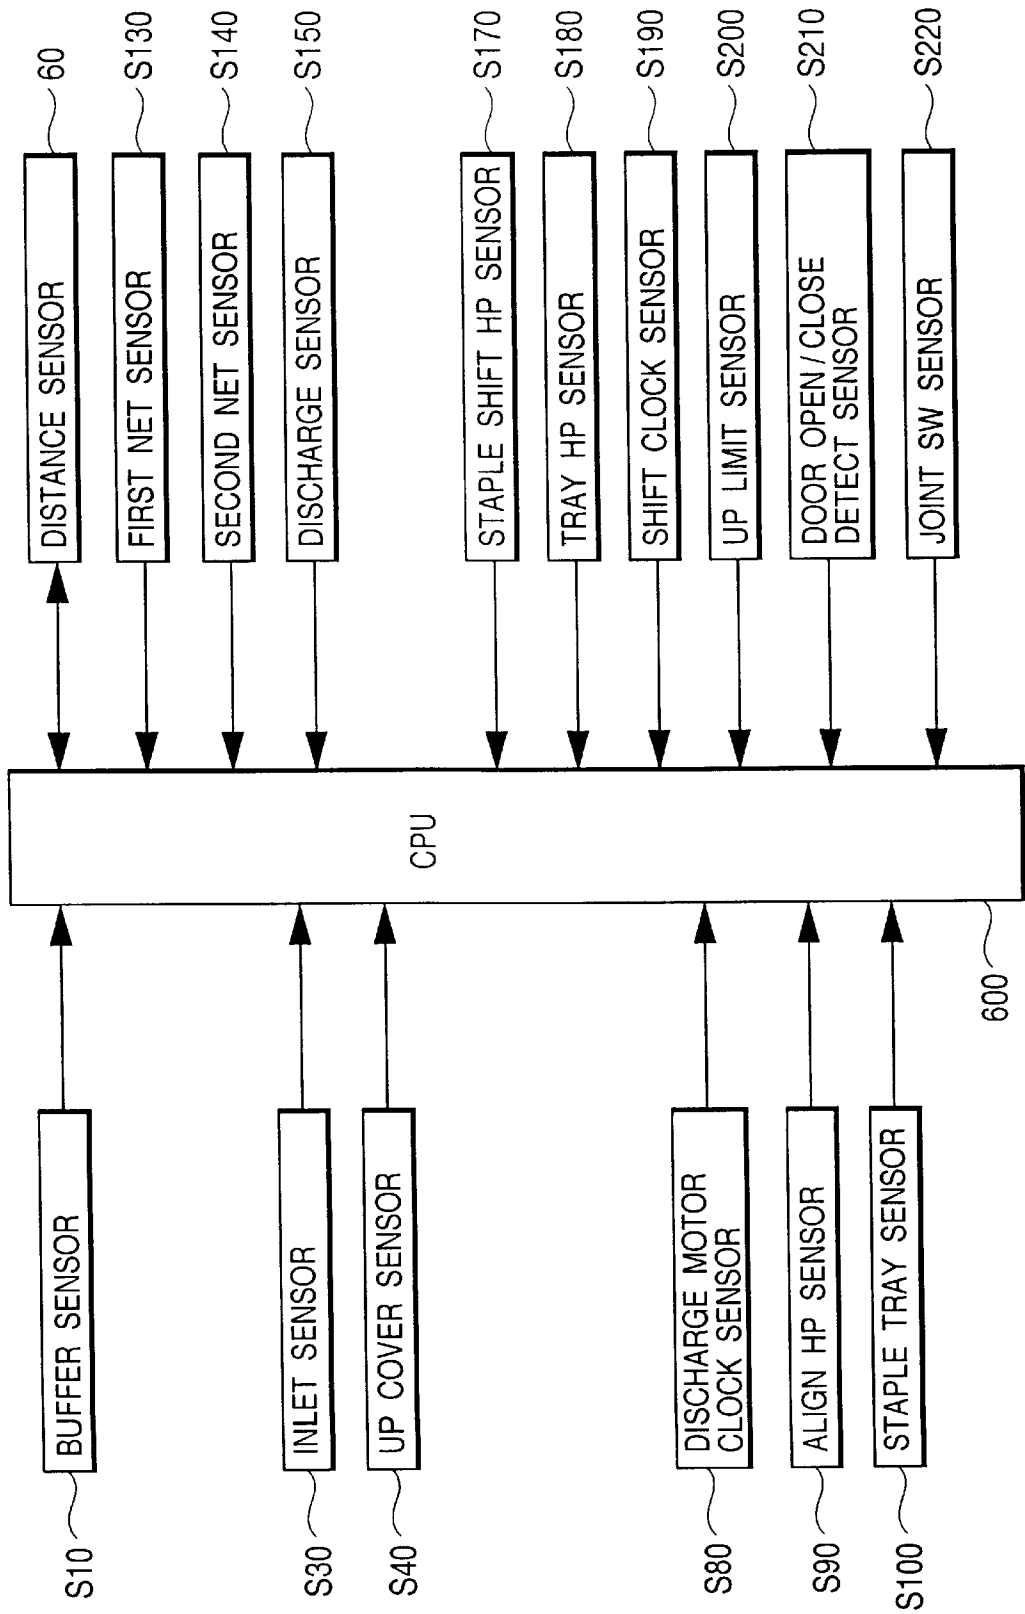 S10
BUFFER SENSOR
S30
INLET SENSOR
S40
UP COVER SENSOR
S80
DISCHARGE MOTOR
CLOCK SENSOR
S90
ALIGN HP SENSOR
S100
STAPLE TRAY SENSOR
CPU
600
DISTANCE SENSOR
60
FIRST NET SENSOR
S130
SECOND NET SENSOR
S140
DISCHARGE SENSOR
S150
STAPLE SHIFT HP SENSOR
S170
TRAY HP SENSOR
S180
SHIFT CLOCK SENSOR
S190
UP LIMIT SENSOR
S200
DOOR OPEN/CLOSE
DETECT SENSOR
S210
JOINT SW SENSOR
S220